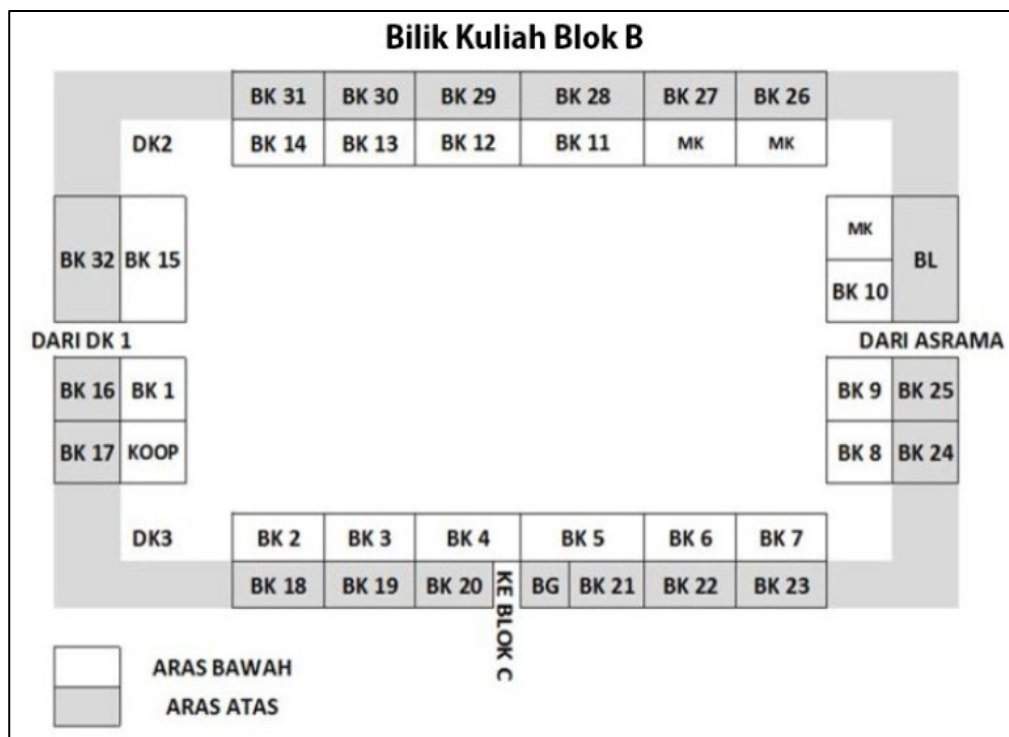 Bilik Kuliah Blok B
BK 31 BK 30 BK 29 BK 28 BK 27 BK 26
DK2 BK 14 BK 13 BK 12 BK 11 MK MK
BK 32 BK 15 MK BL
BK 10
DARI DK 1 DARI ASRAMA
BK 16 BK 1 BK 9 BK 25
BK 17 KOOP BK 8 BK 24
DK3 BK 2 BK 3 BK 4 BK 5 BK 6 BK 7
BK 18 BK 19 BK 20 KE BLOK C BG BK 21 BK 22 BK 23
ARAS BAWAH
ARAS ATAS